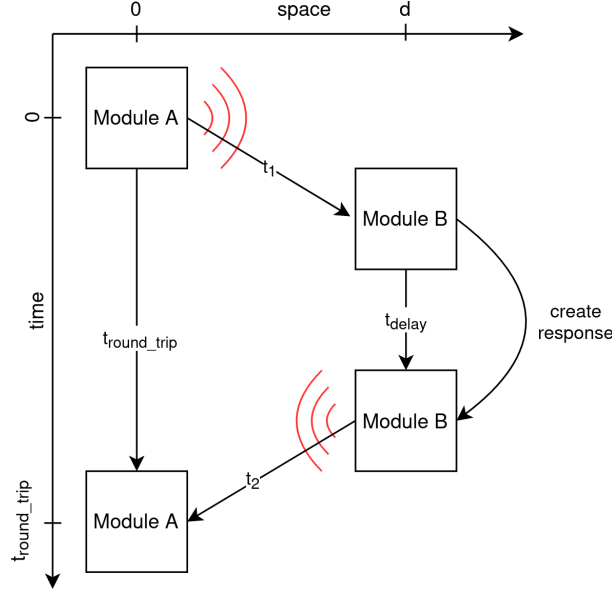 0
space
d
0
Module A
t1
Module B
time
create
response
tdelay
tround_trip
Module B
t2
tround_trip
Module A